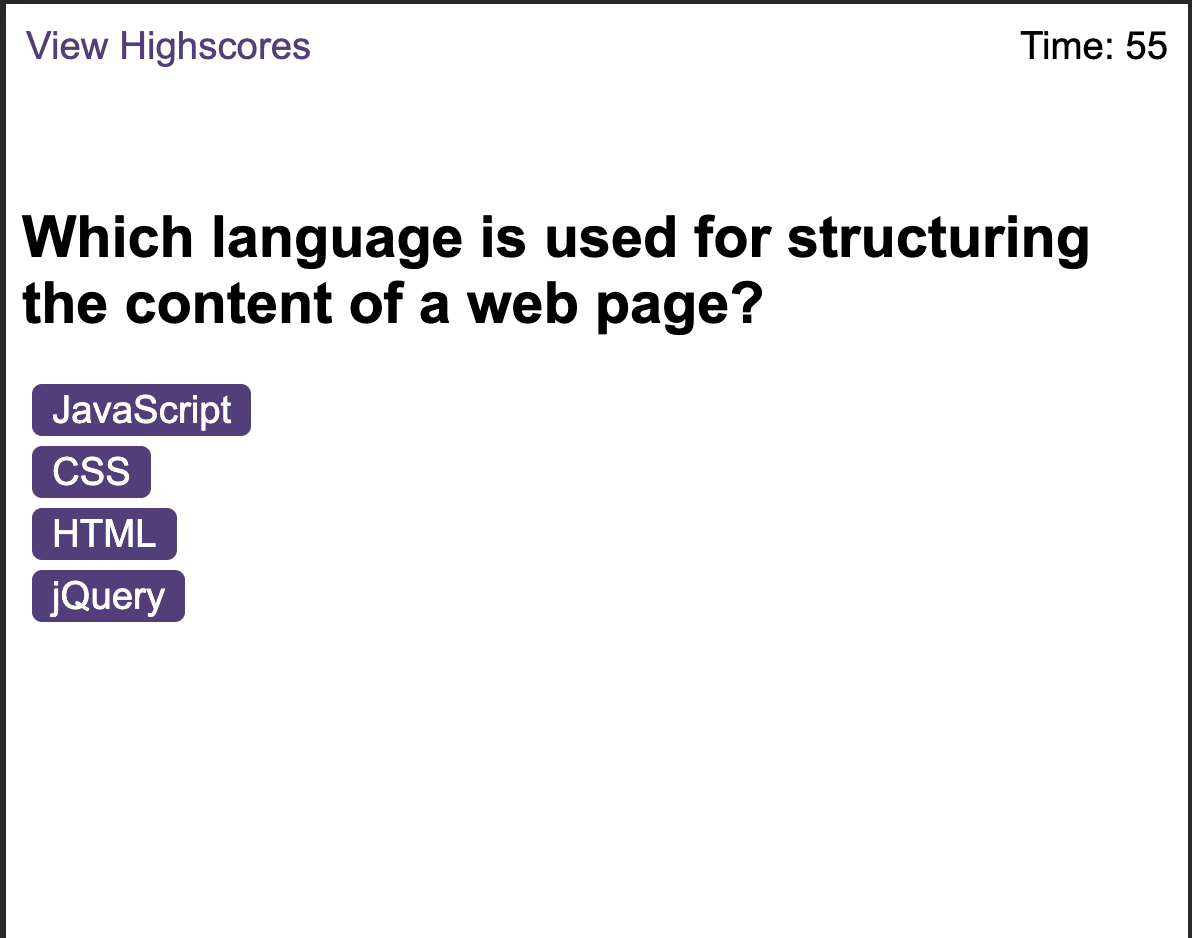 View Highscores
Time: 55
Which language is used for structuring
the content of a web page?
JavaScript
CSS
HTML
jQuery